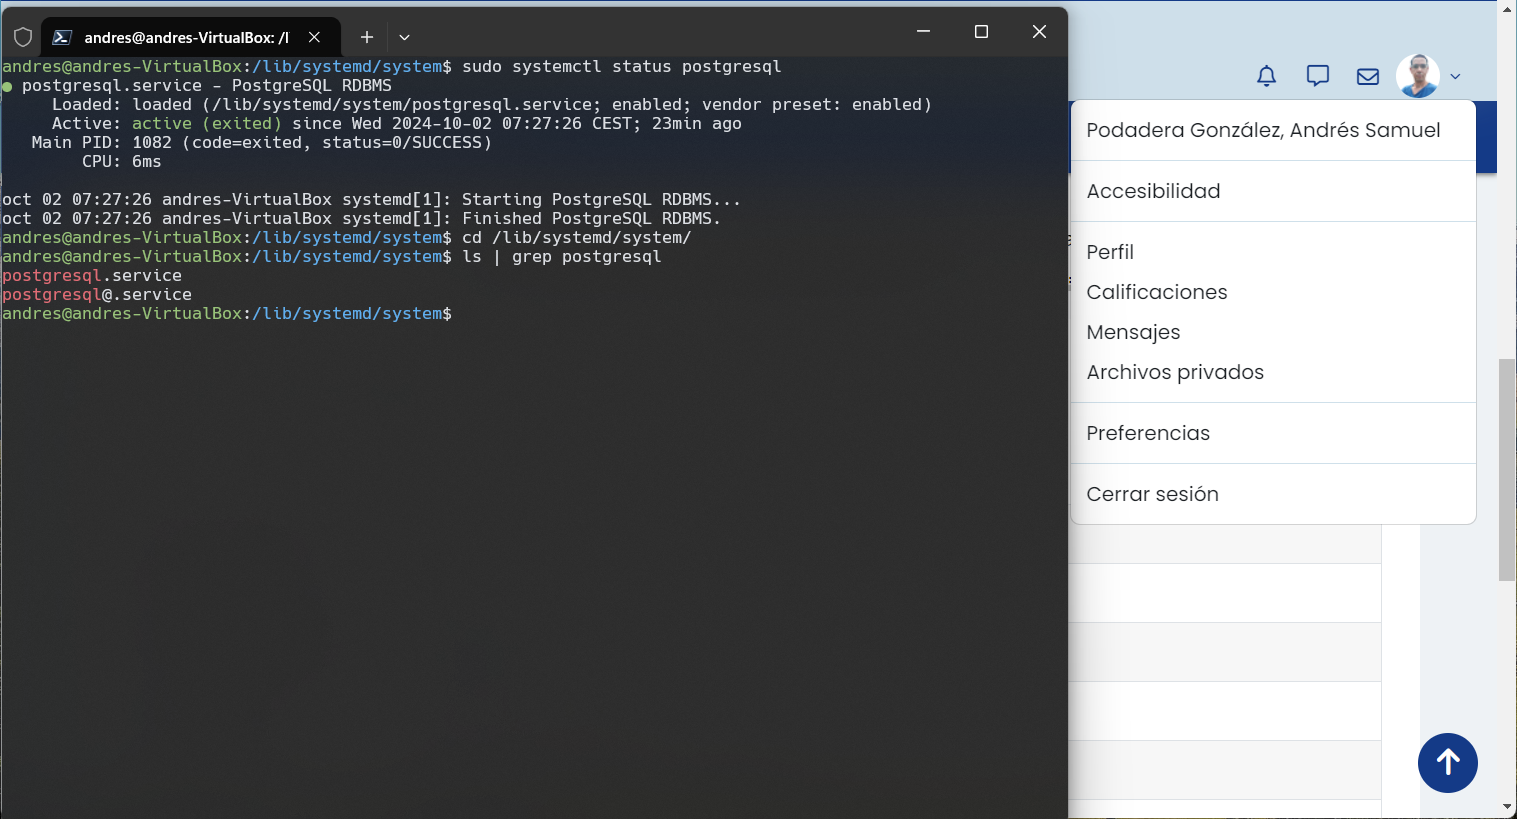 andres@andres-VirtualBox: /l
andres@andres-VirtualBox:/lib/systemd/system$ sudo systemctl status postgresql
● postgresql.service - PostgreSQL RDBMS
     Loaded: loaded (/lib/systemd/system/postgresql.service; enabled; vendor preset: enabled)
     Active: active (exited) since Wed 2024-10-02 07:27:26 CEST; 23min ago
   Main PID: 1082 (code=exited, status=0/SUCCESS)
        CPU: 6ms
oct 02 07:27:26 andres-VirtualBox systemd[1]: Starting PostgreSQL RDBMS...
oct 02 07:27:26 andres-VirtualBox systemd[1]: Finished PostgreSQL RDBMS.
andres@andres-VirtualBox:/lib/systemd/system$ cd /lib/systemd/system/
andres@andres-VirtualBox:/lib/systemd/system$ ls | grep postgresql
postgresql.service
postgresql@.service
andres@andres-VirtualBox:/lib/systemd/system$
Podadera González, Andrés Samuel
Accesibilidad
Perfil
Calificaciones
Mensajes
Archivos privados
Preferencias
Cerrar sesión